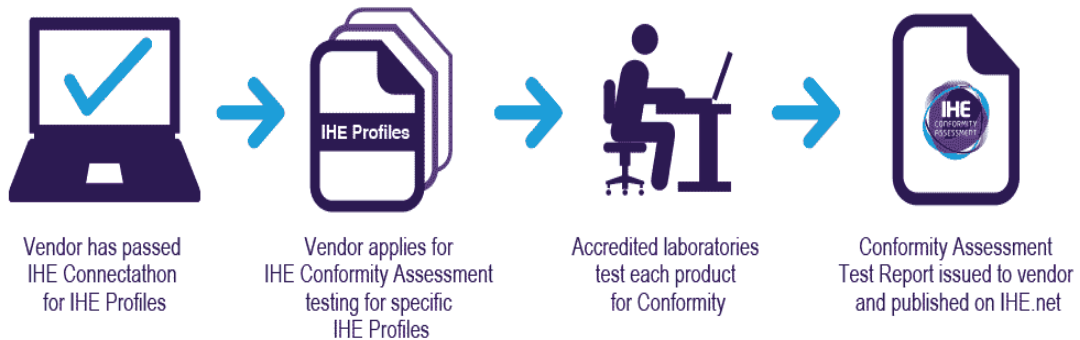 IHE Profiles
IHE
CONFORMITY
ASSESSMENT
Vendor has passed
IHE Connectathon
for IHE Profiles
Vendor applies for
IHE Conformity Assessment
testing for specific
IHE Profiles
Accredited laboratories
test each product
for Conformity
Conformity Assessment
Test Report issued to vendor
and published on IHE.net